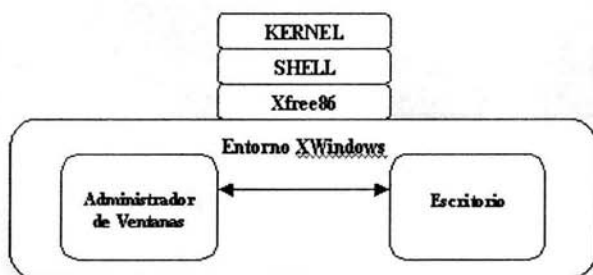 KERNEL
SHELL
Xfree86
Entorno XWindows
Administrador
de Ventanas
Escritorio